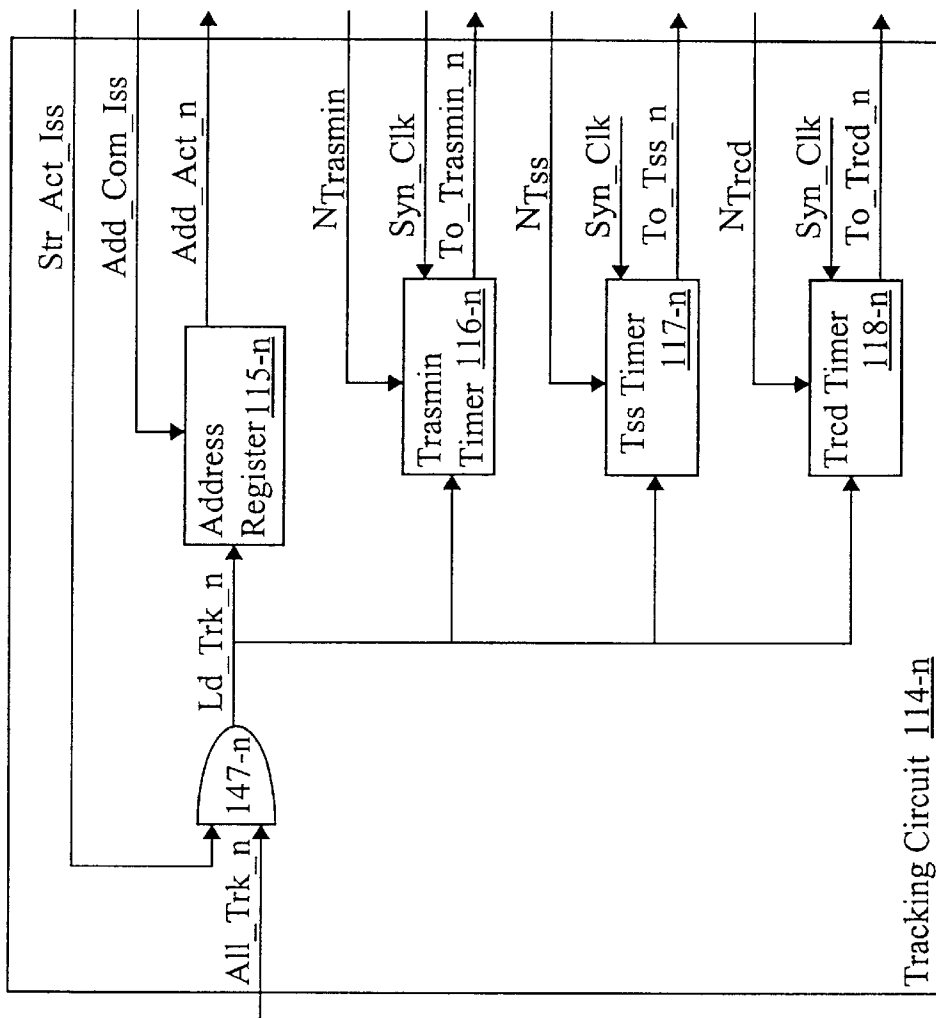 Str_Act_Iss
Add_Com_Iss
Add_Act_n
All_Trk_n
147-n
Ld_Trk_n
Address
Register 115-n
NTrasmin
Syn_Clk
To_Trasmin_n
Trasmin
Timer 116-n
NTss
Syn_Clk
To_Tss_n
Tss Timer
117-n
NTrcd
Syn_Clk
To_Trcd_n
Trcd Timer
118-n
Tracking Circuit 114-n